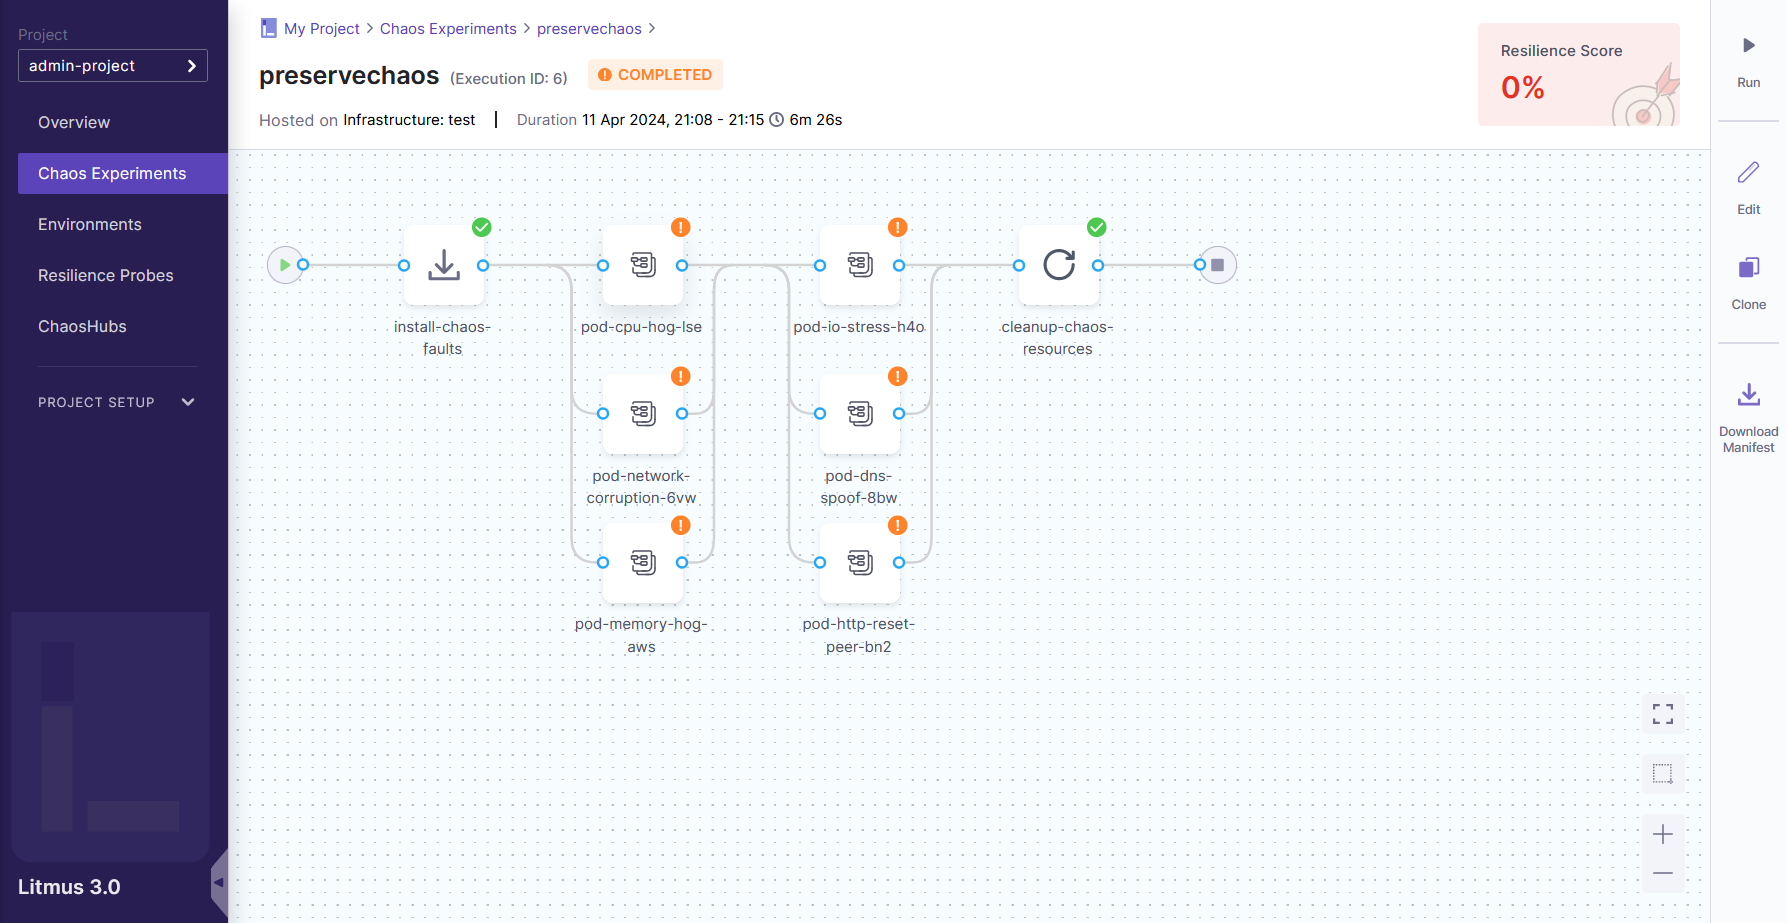 Project
admin-project
Overview
Chaos Experiments
Environments
Resilience Probes
ChaosHubs
PROJECT SETUP
Litmus 3.0
My Project > Chaos Experiments > preservechaos >
preservechaos (Execution ID: 6) COMPLETED
Hosted on Infrastructure: test | Duration 11 Apr 2024, 21:08 - 21:15 6m 26s
Resilience Score
0%
install-chaos-
faults
pod-cpu-hog-lse
pod-io-stress-h4o
cleanup-chaos-
resources
pod-network-
corruption-6vw
pod-dns-
spoof-8bw
pod-memory-hog-
aws
pod-http-reset-
peer-bn2
Run
Edit
Clone
Download
Manifest